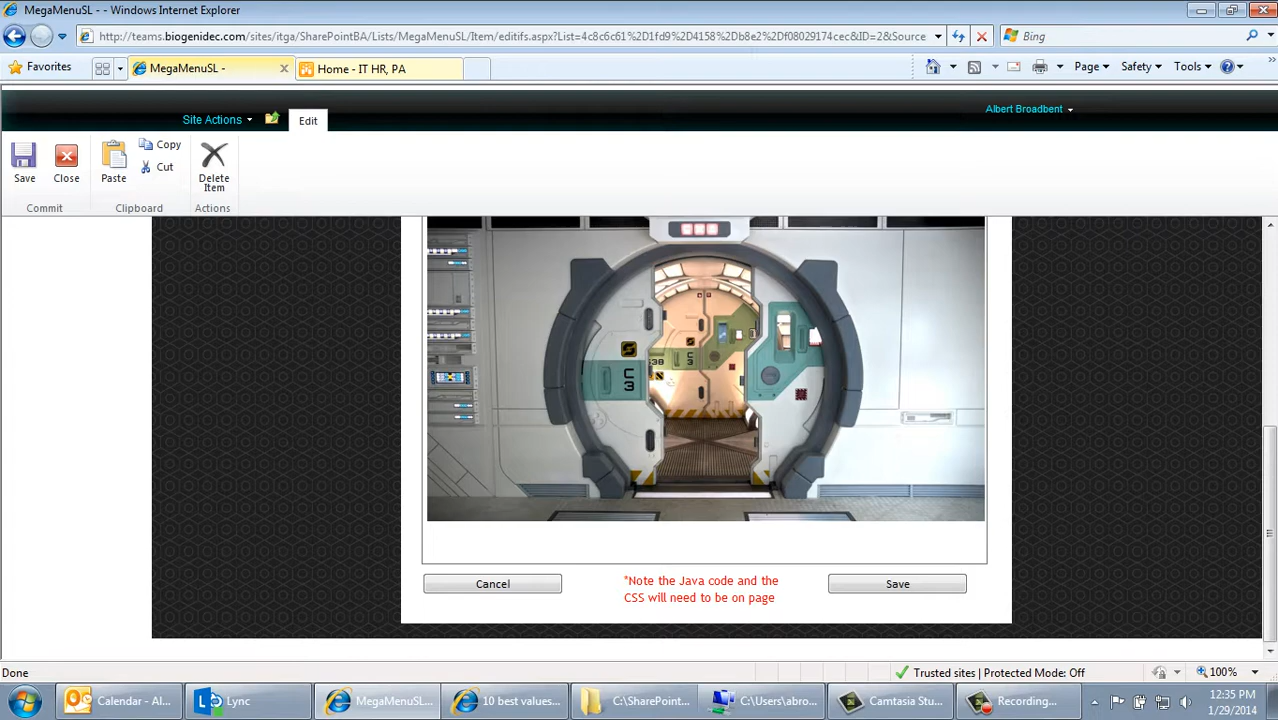 MegaMenuSL - - Windows Internet Explorer
http://teams.biogenidec.com/sites/itga/SharePointBA/Lists/MegaMenuSL/Item/editifs.aspx?List=4c8c6c61%2D1fd9%2D4158%2Db8e2%2Df08029174cec&ID=2&Source
Bing
Favorites
MegaMenuSL -
Home - IT HR, PA
Page
Safety
Tools
Site Actions
Edit
Albert Broadbent
Save
Close
Paste
Copy
Cut
Delete
Item
Commit
Clipboard
Actions
C
3
S38
C
3
Cancel
*Note the Java code and the
CSS will need to be on page
Save
Done
Trusted sites | Protected Mode: Off
100%
Calendar - Al...
Lync
MegaMenuSL...
10 best values...
C:\SharePoint...
C:\Users\abro...
Camtasia Stu...
Recording...
12:35 PM
1/29/2014